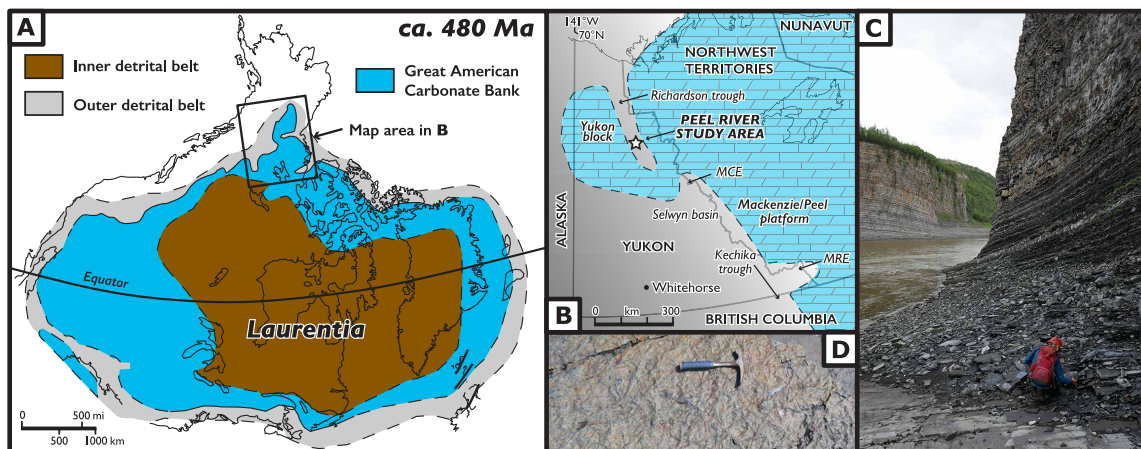 A
ca. 480 Ma
Inner detrital belt
Outer detrital belt
Great American
Carbonate Bank
Map area in B
Equator
Laurentia
0 500 mi
0 500 1000 km
141°W
70°N
NUNAVUT
NORTHWEST
TERRITORIES
Richardson trough
Yukon
block
PEEL RIVER
STUDY AREA
MCE
Selwyn basin
Mackenzie/Peel
platform
ALASKA
YUKON
Kechika
trough
MRE
Whitehorse
0 km 300
B
BRITISH COLUMBIA
C
D